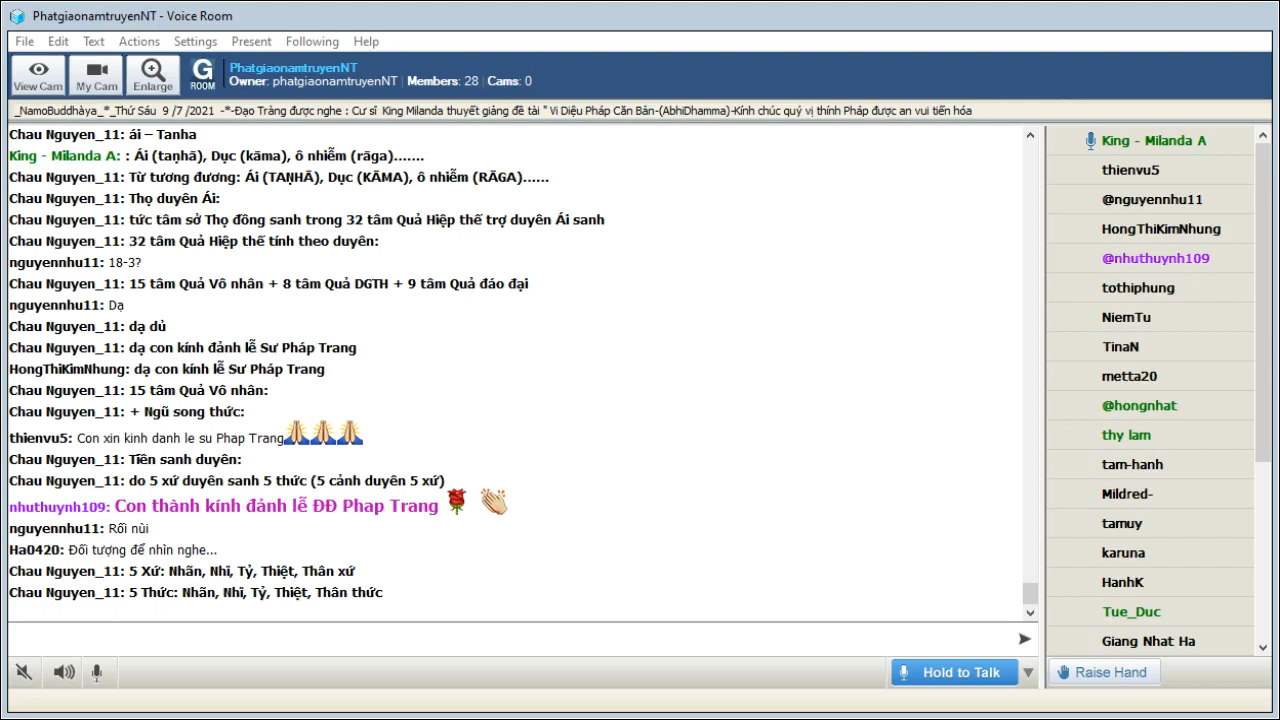 PhatgiaonamtruyenNT - Voice Room
File Edit Text Actions Settings Present Following Help
View Cam My Cam Enlarge G ROOM
PhatgiaonamtruyenNT
Owner: phatgiaonamtruyenNT | Members: 28 | Cams: 0
_NamoBuddhàya_*_Thứ Sáu 9 /7 /2021 -*-Đạo Tràng được nghe : Cư sĩ King Milanda thuyết giảng đề tài " Vi Diệu Pháp Căn Bản-(AbhiDhamma)-Kính chúc quý vị thính Pháp được an vui tiến hóa
Chau Nguyen_11: ái – Tanha
King - Milanda A: : Ái (taṇhā), Dục (kāma), ô nhiễm (rāga).......
Chau Nguyen_11: Từ tương đương: Ái (TAṆHĀ), Dục (KĀMA), ô nhiễm (RĀGA)......
Chau Nguyen_11: Thọ duyên Ái:
Chau Nguyen_11: tức tâm sở Thọ đồng sanh trong 32 tâm Quả Hiệp thế trợ duyên Ái sanh
Chau Nguyen_11: 32 tâm Quả Hiệp thế tính theo duyên:
nguyennhu11: 18-3?
Chau Nguyen_11: 15 tâm Quả Vô nhân + 8 tâm Quả DGTH + 9 tâm Quả đáo đại
nguyennhu11: Dạ
Chau Nguyen_11: dạ dủ
Chau Nguyen_11: dạ con kính đảnh lễ Sư Pháp Trang
HongThiKimNhung: dạ con kính lễ Sư Pháp Trang
Chau Nguyen_11: 15 tâm Quả Vô nhân:
Chau Nguyen_11: + Ngũ song thức:
thienvu5: Con xin kinh danh le su Phap Trang
Chau Nguyen_11: Tiền sanh duyên:
Chau Nguyen_11: do 5 xứ duyên sanh 5 thức (5 cảnh duyên 5 xứ)
nhuthuynh109: Con thành kính đảnh lễ ĐĐ Phap Trang
nguyennhu11: Rồi nùi
Ha0420: Đối tượng để nhìn nghe...
Chau Nguyen_11: 5 Xứ: Nhãn, Nhĩ, Tỷ, Thiệt, Thân xứ
Chau Nguyen_11: 5 Thức: Nhãn, Nhĩ, Tỷ, Thiệt, Thân thức
King - Milanda A
thienvu5
@nguyennhu11
HongThiKimNhung
@nhuthuynh109
tothiphung
NiemTu
TinaN
metta20
@hongnhat
thy lam
tam-hanh
Mildred-
tamuy
karuna
HanhK
Tue_Duc
Giang Nhat Ha
Hold to Talk
Raise Hand